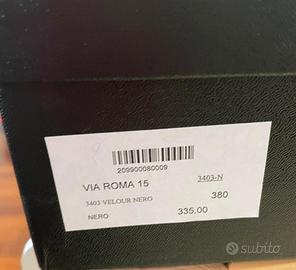 209900080009
VIA ROMA 15 3403-N
3403 VELOUR NERO 380
NERO 335,00
subito